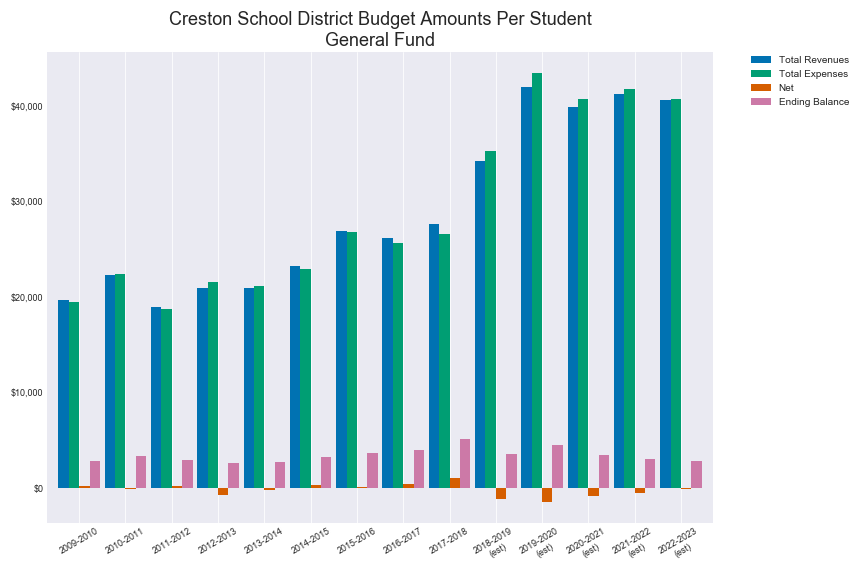 Creston School District Budget Amounts Per Student
General Fund
Total Revenues
Total Expenses
Net
Ending Balance
$40,000
$30,000
$20,000
$10,000
$0
2009-2010
2010-2011
2011-2012
2012-2013
2013-2014
2014-2015
2015-2016
2016-2017
2017-2018
2018-2019
(est)
2019-2020
(est)
2020-2021
(est)
2021-2022
(est)
2022-2023
(est)